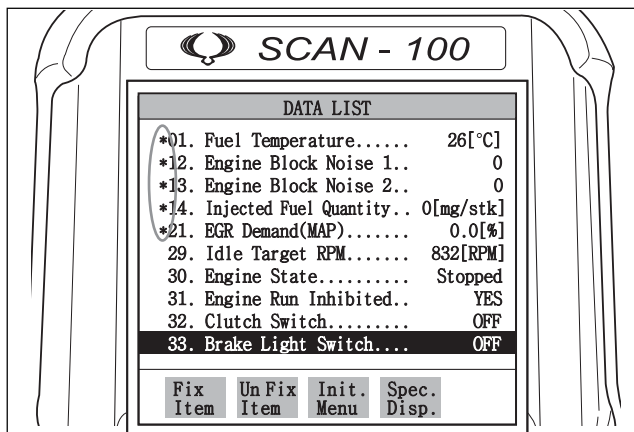 SCAN - 100
DATA LIST
*01. Fuel Temperature...... 26[°C]
*12. Engine Block Noise 1.. 0
*13. Engine Block Noise 2.. 0
*14. Injected Fuel Quantity.. 0[mg/stk]
*21. EGR Demand(MAP)....... 0.0[%]
29. Idle Target RPM....... 832[RPM]
30. Engine State.......... Stopped
31. Engine Run Inhibited.. YES
32. Clutch Switch......... OFF
33. Brake Light Switch.... OFF
Fix Item
Un Fix Item
Init. Menu
Spec. Disp.